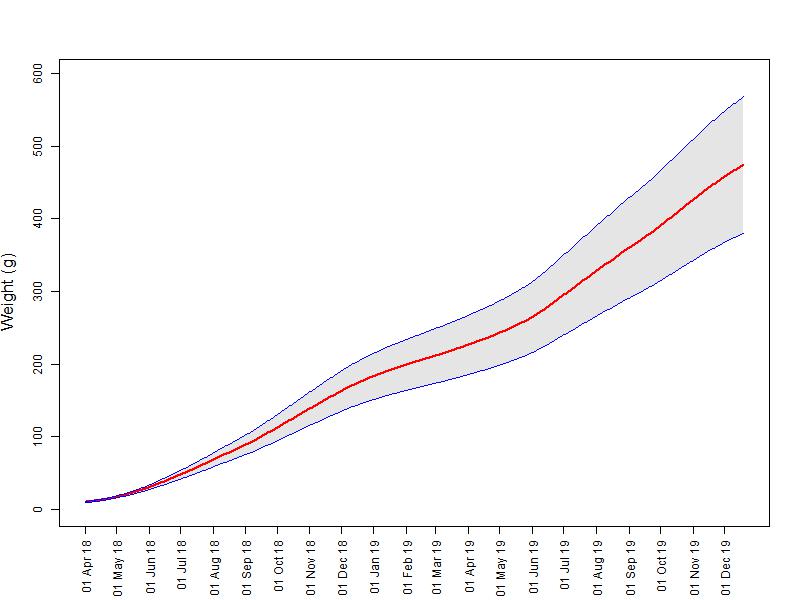 Weight (g)
600
500
400
300
200
100
0
01 Apr 18
01 May 18
01 Jun 18
01 Jul 18
01 Aug 18
01 Sep 18
01 Oct 18
01 Nov 18
01 Dec 18
01 Jan 19
01 Feb 19
01 Mar 19
01 Apr 19
01 May 19
01 Jun 19
01 Jul 19
01 Aug 19
01 Sep 19
01 Oct 19
01 Nov 19
01 Dec 19